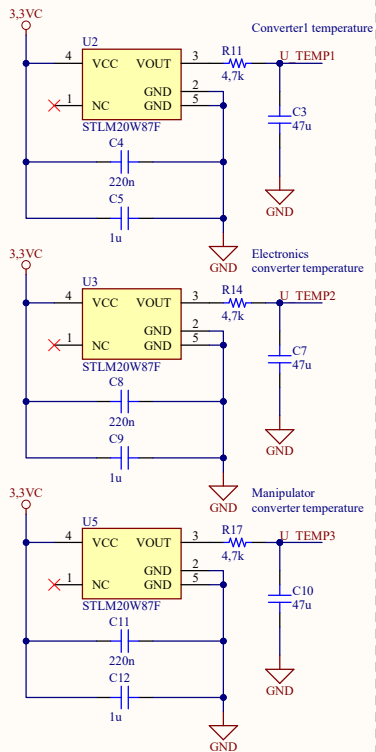 3,3VC
Converter1 temperature
U2
4 VCC VOUT 3 R11 U_TEMP1
4,7k
GND 2
1 NC GND 5 C3
STLM20W87F 47u
C4
220n
C5
1u
GND
GND
3,3VC
Electronics
converter temperature
U3
4 VCC VOUT 3 R14 U_TEMP2
4,7k
GND 2
1 NC GND 5 C7
STLM20W87F 47u
C8
220n
C9
1u
GND
GND
3,3VC
Manipulator
converter temperature
U5
4 VCC VOUT 3 R17 U_TEMP3
4,7k
GND 2
1 NC GND 5 C10
STLM20W87F 47u
C11
220n
C12
1u
GND
GND